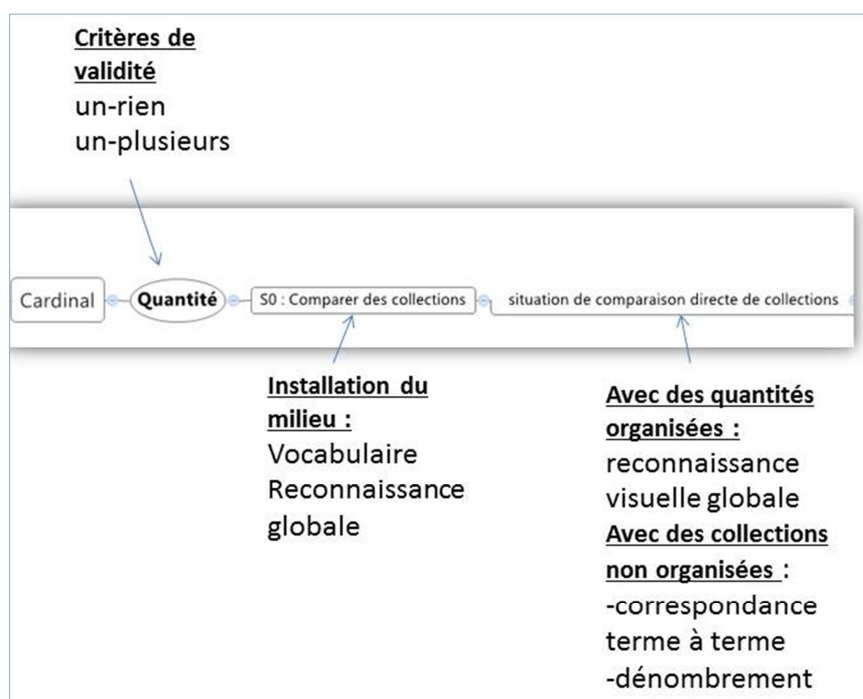 Critères de
validité
un-rien
un-plusieurs
Cardinal
Quantité
S0 : Comparer des collections
situation de comparaison directe de collections
Installation du
milieu :
Vocabulaire
Reconnaissance
globale
Avec des quantités
organisées :
reconnaissance
visuelle globale
Avec des collections
non organisées :
-correspondance
terme à terme
-dénombrement